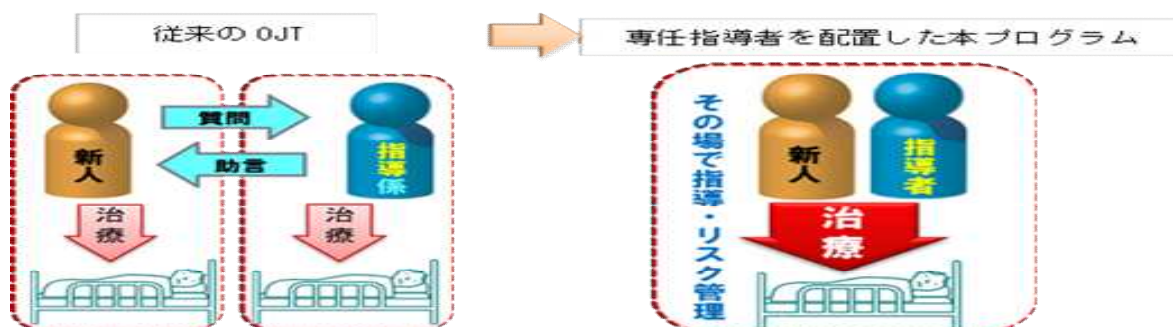 従来の OJT
専任指導者を配置した本プログラム
新人
質問
助言
指導係
治療
治療
その場で指導・リスク管理
新人
指導者
治療